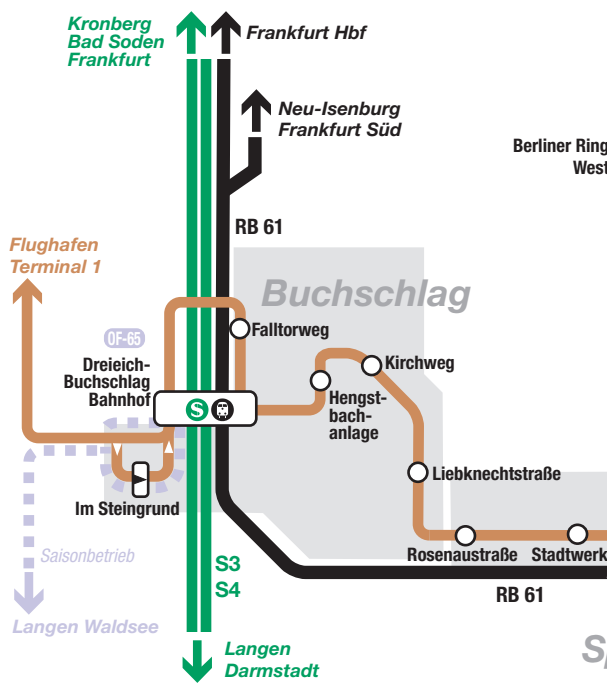 Kronberg
Bad Soden
Frankfurt
Frankfurt Hbf
Neu-Isenburg
Frankfurt Süd
Berliner Ring
West
RB 61
Flughafen
Terminal 1
Buchschlag
OF-65
Falltorweg
Dreieich-
Buchschlag
Bahnhof
S
Kirchweg
Hengst-
bach-
anlage
Liebknechtstraße
Im Steingrund
Rosenaustraße
Stadtwerk
Saisonbetrieb
S3
S4
RB 61
Langen Waldsee
Langen
Darmstadt
Sp